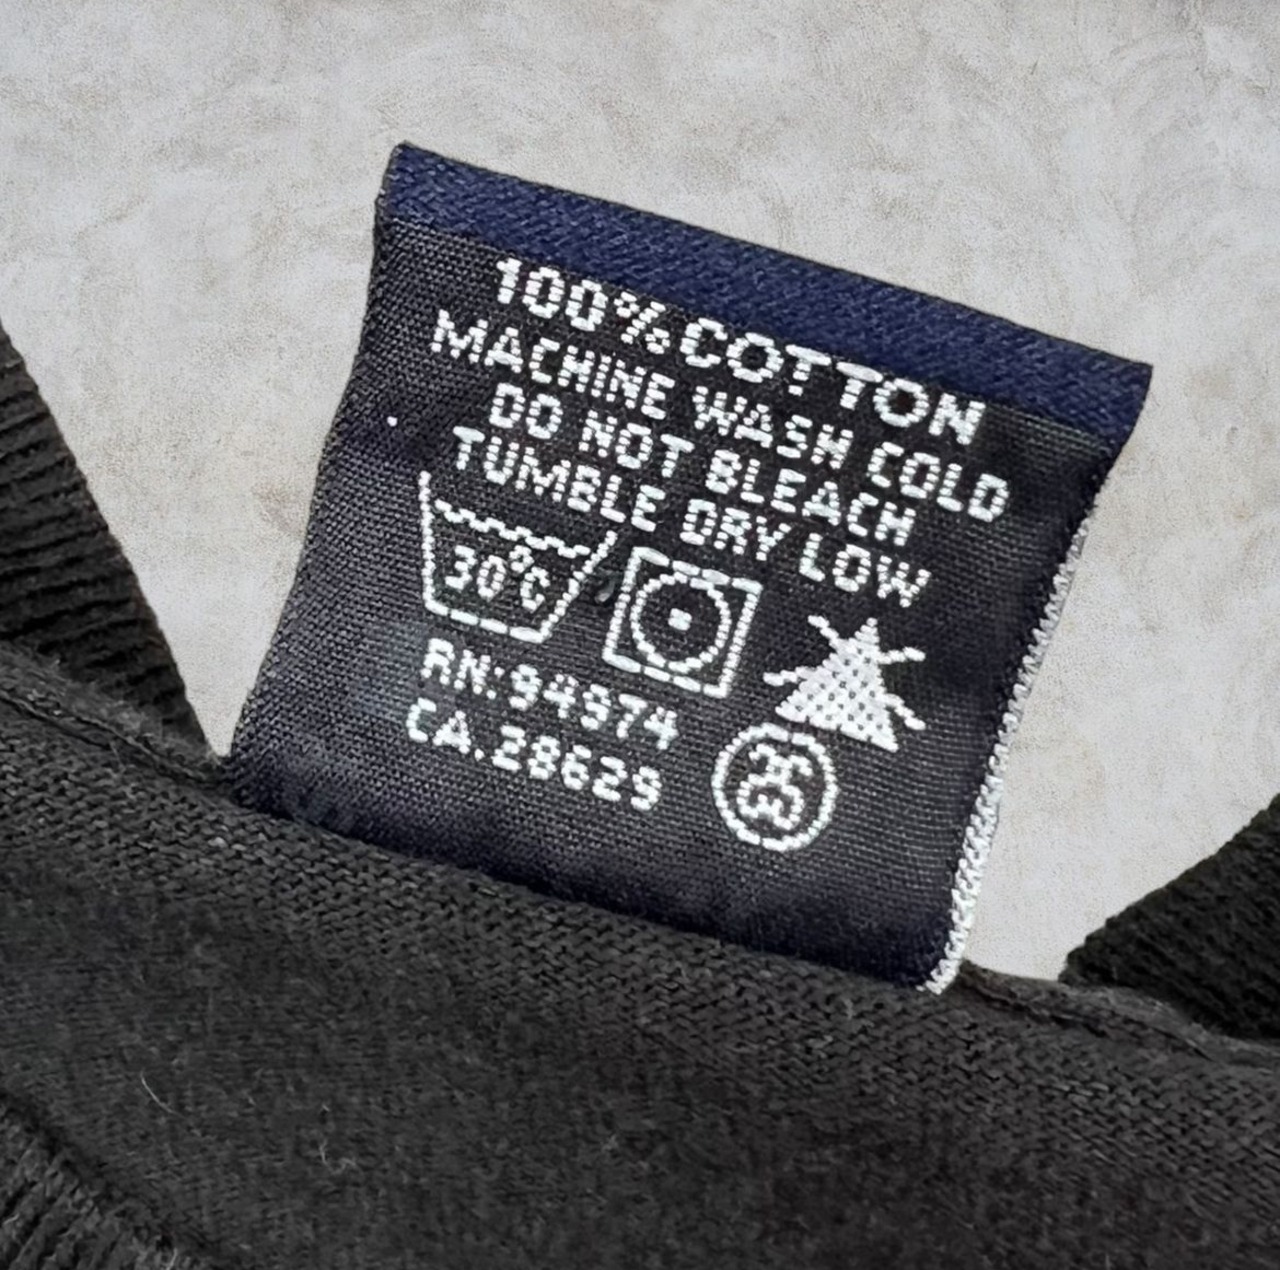 100% COTTON
MACHINE WASH COLD
DO NOT BLEACH
TUMBLE DRY LOW
30°C
RN:94974
CA.28629